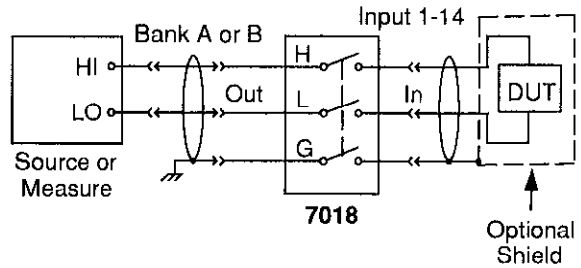 Bank A or B
Input 1-14
HI
H
Out
L
In
DUT
LO
G
Source or
Measure
7018
Optional
Shield